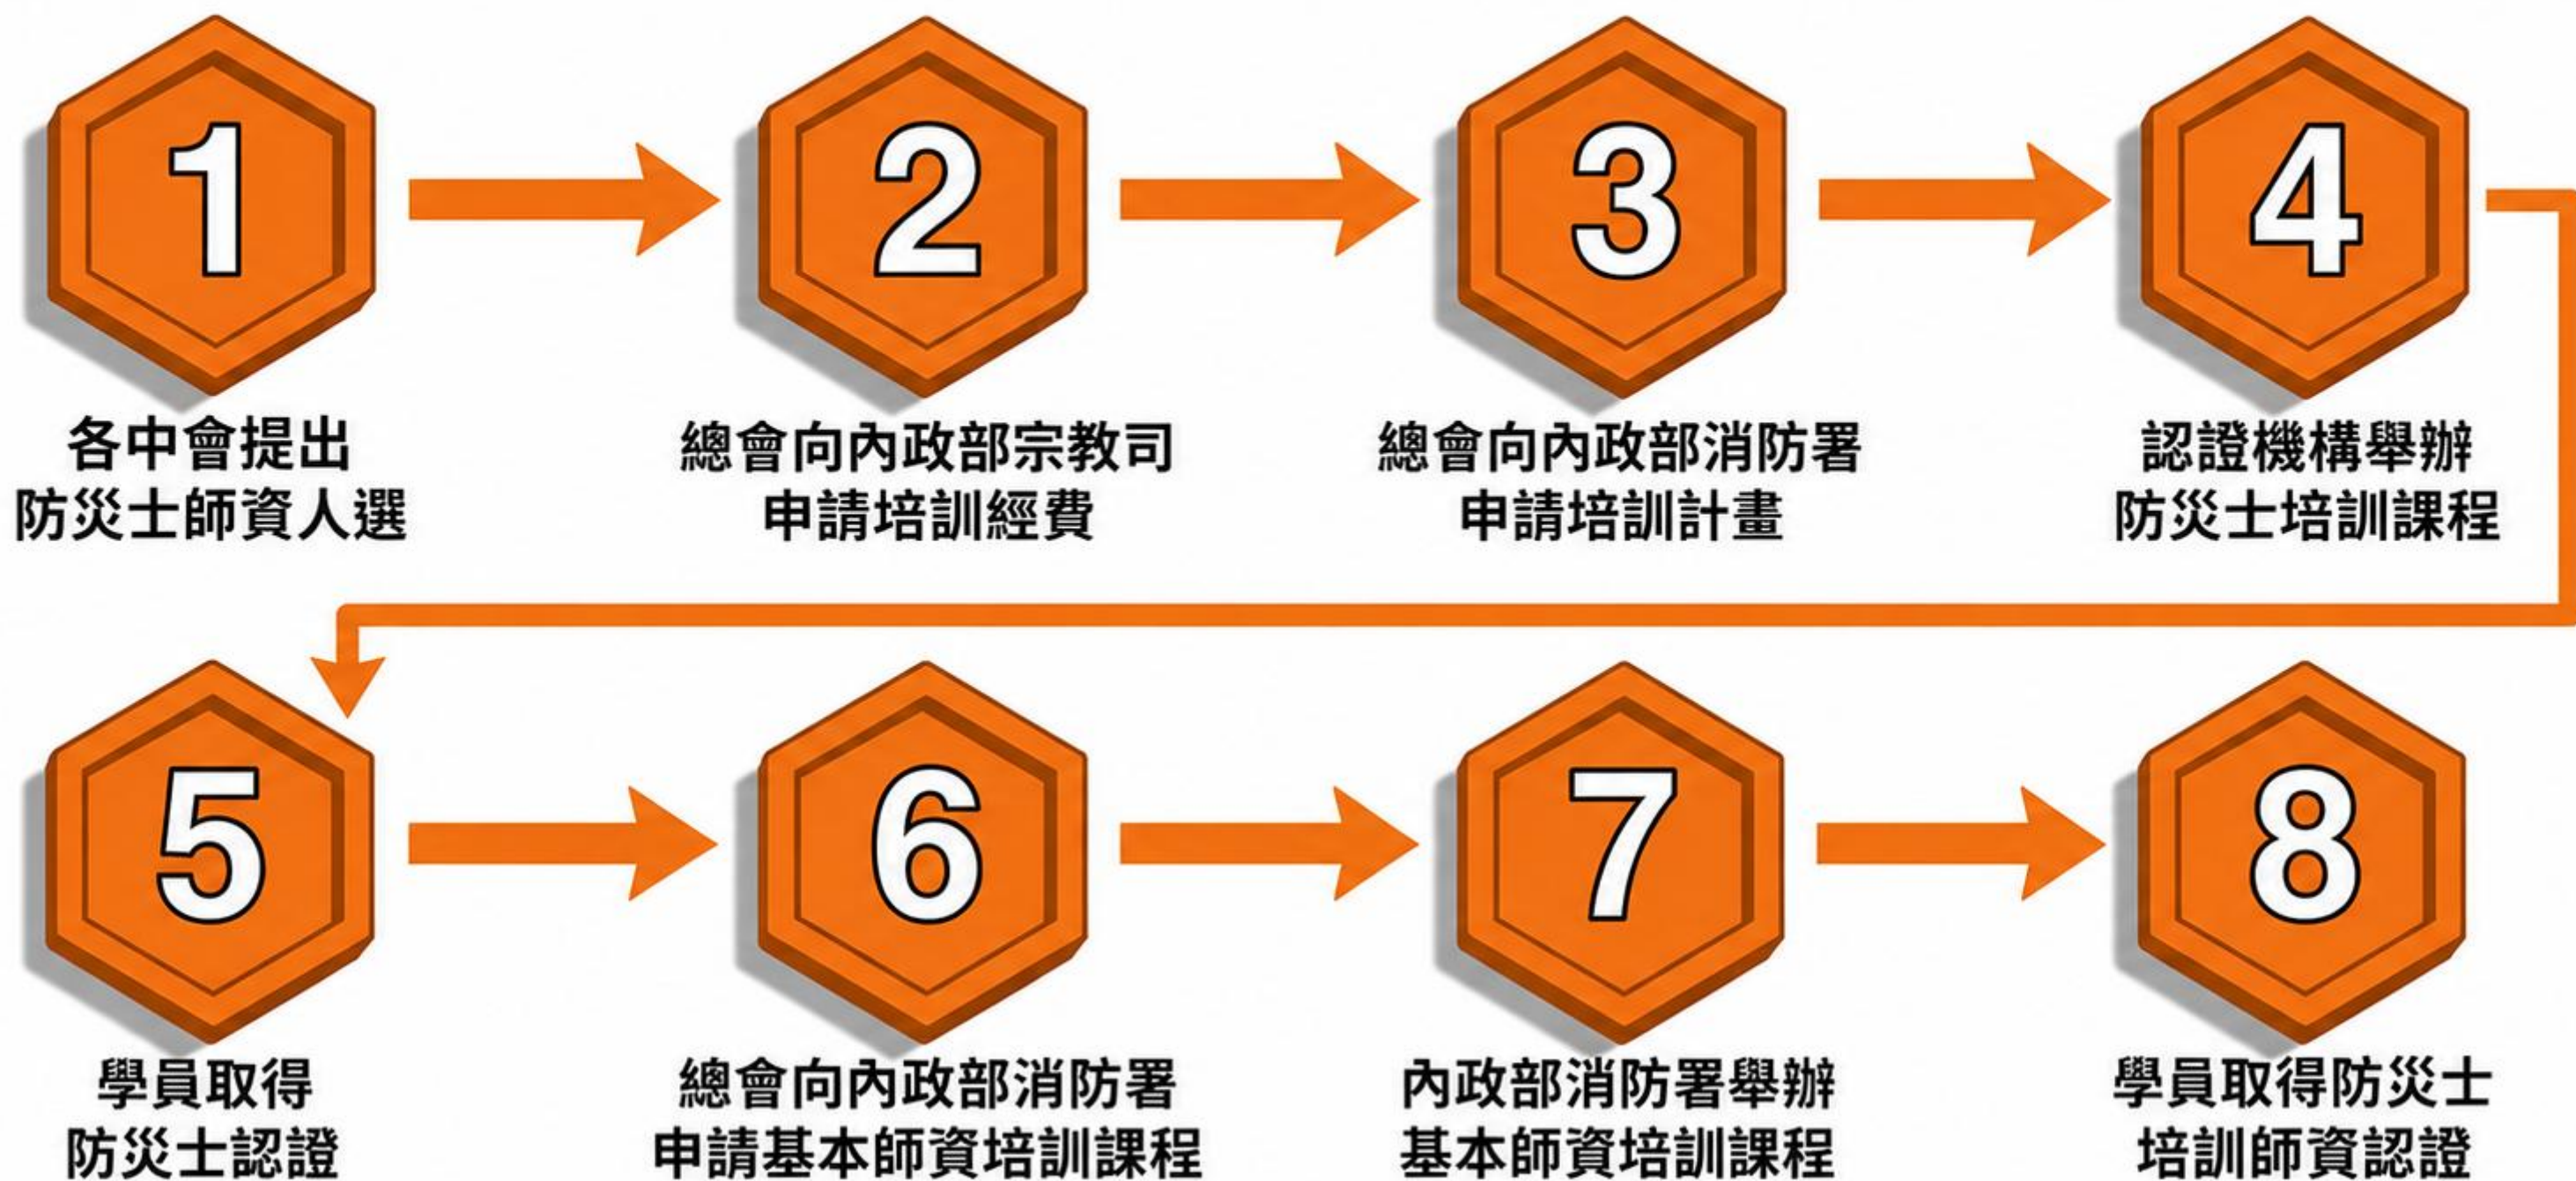 1
2
3
4
各中會提出
防災士師資人選
總會向內政部宗教司
申請培訓經費
總會向內政部消防署
申請培訓計畫
認證機構舉辦
防災士培訓課程
5
6
7
8
學員取得
防災士認證
總會向內政部消防署
申請基本師資培訓課程
內政部消防署舉辦
基本師資培訓課程
學員取得防災士
培訓師資認證